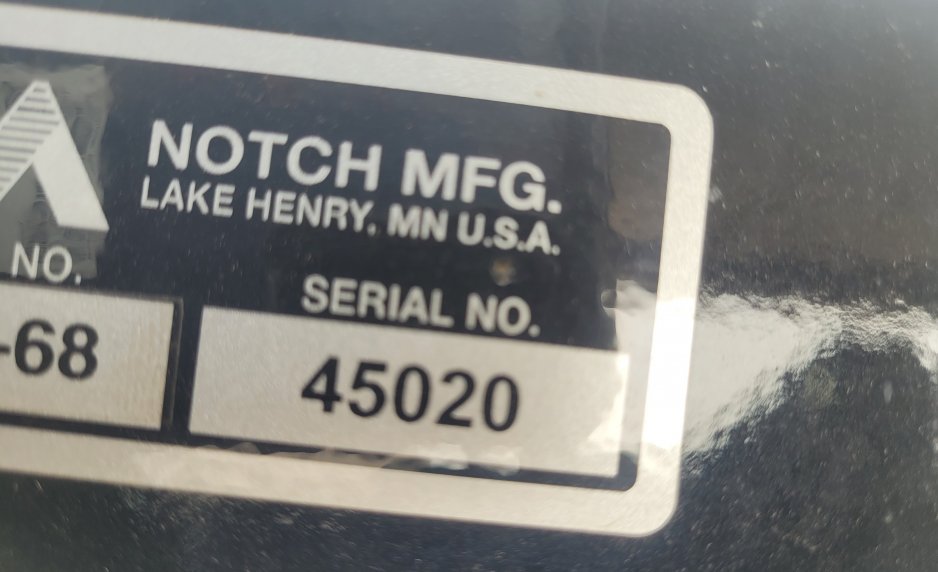 NOTCH MFG.
LAKE HENRY, MN U.S.A.
NO.
SERIAL NO.
-68
45020